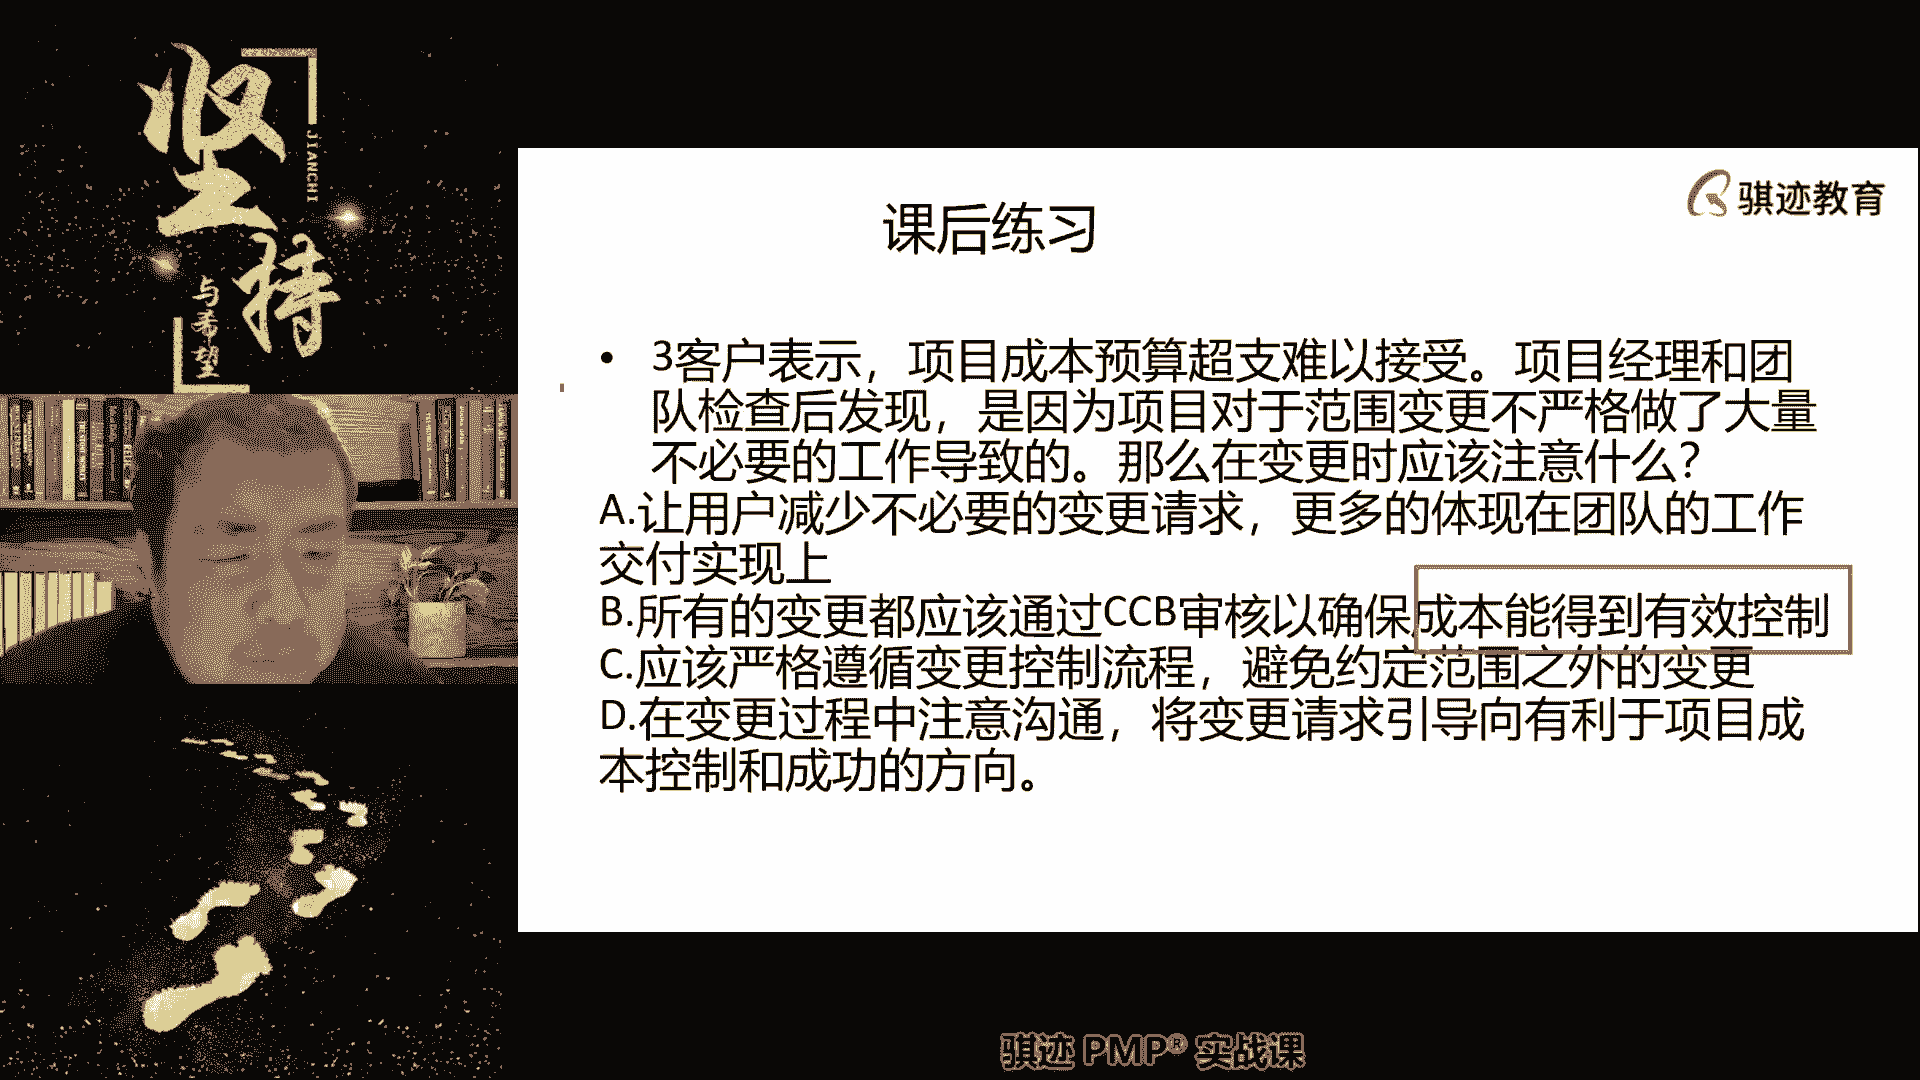 坚持
JIANCHI
与希望
骐迹教育
课后练习
• 3客户表示，项目成本预算超支难以接受。项目经理和团
队检查后发现，是因为项目对于范围变更不严格做了大量
不必要的工作导致的。那么在变更时应该注意什么？
A.让用户减少不必要的变更请求，更多的体现在团队的工作
交付实现上
B.所有的变更都应该通过CCB审核以确保成本能得到有效控制
C.应该严格遵循变更控制流程，避免约定范围之外的变更
D.在变更过程中注意沟通，将变更请求引导向有利于项目成
本控制和成功的方向。
骐迹 PMP® 实战课